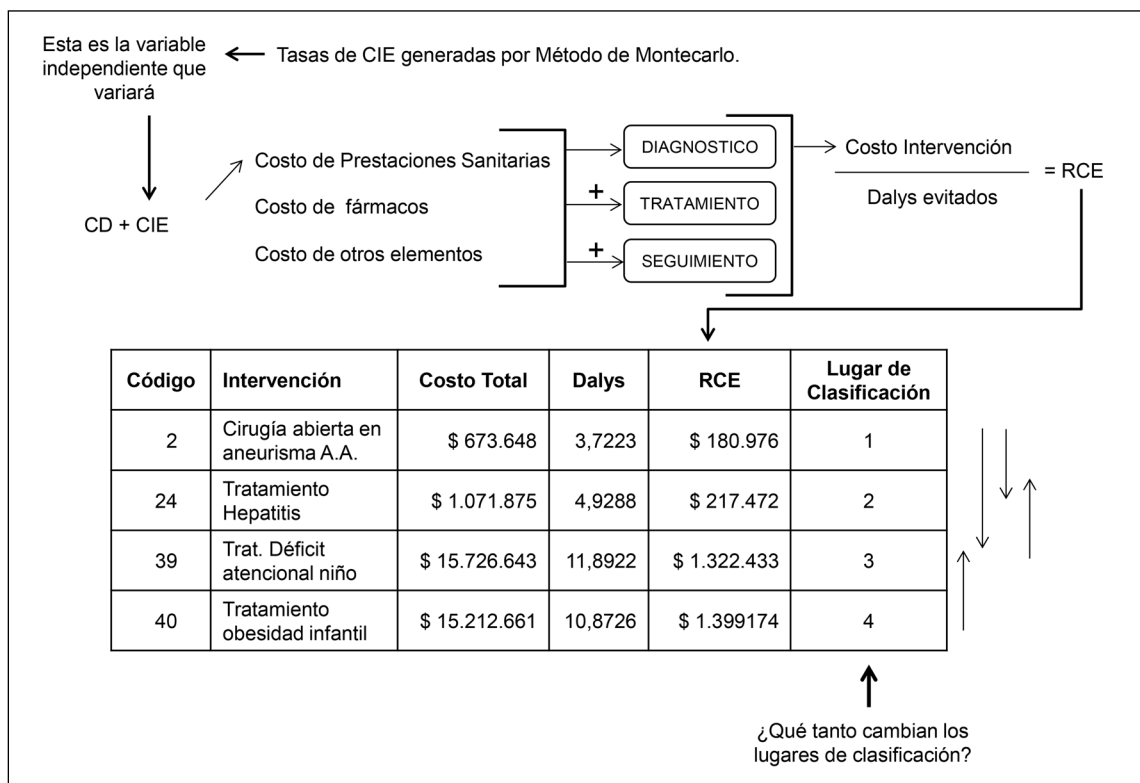 Esta es la variable
independiente que
variará
Tasas de CIE generadas por Método de Montecarlo.
CD + CIE
Costo de Prestaciones Sanitarias
Costo de fármacos
Costo de otros elementos
DIAGNOSTICO
+
TRATAMIENTO
+
SEGUIMIENTO
Costo Intervención
Dalys evitados
= RCE
Código Intervención Costo Total Dalys RCE Lugar de
Clasificación
2 Cirugía abierta en
aneurisma A.A. $ 673.648 3,7223 $ 180.976 1
24 Tratamiento
Hepatitis $ 1.071.875 4,9288 $ 217.472 2
39 Trat. Déficit
atencional niño $ 15.726.643 11,8922 $ 1.322.433 3
40 Tratamiento
obesidad infantil $ 15.212.661 10,8726 $ 1.399174 4
¿Qué tanto cambian los
lugares de clasificación?